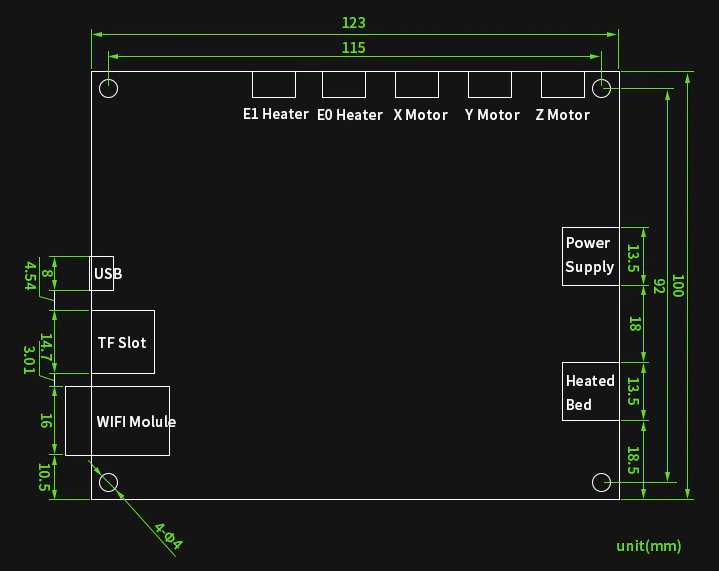 123
115
E1 Heater
E0 Heater
X Motor
Y Motor
Z Motor
Power
Supply
13.5
100
92
USB
8
4.54
18
TF Slot
14.7
3.01
Heated
Bed
13.5
WIFI Molule
16
18.5
10.5
4-Φ4
unit(mm)